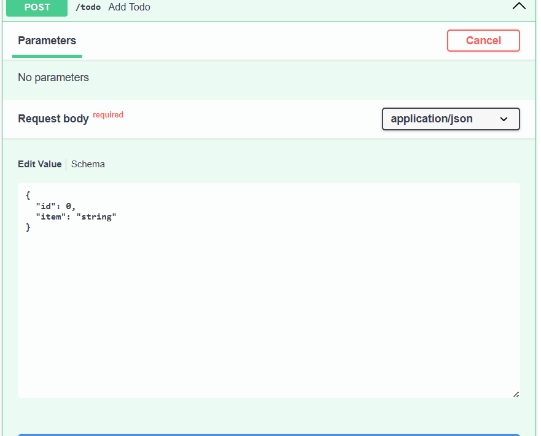 POST /todo Add Todo
Parameters
Cancel
No parameters
Request body required
application/json
Edit Value | Schema
{
  "id": 0,
  "item": "string"
}